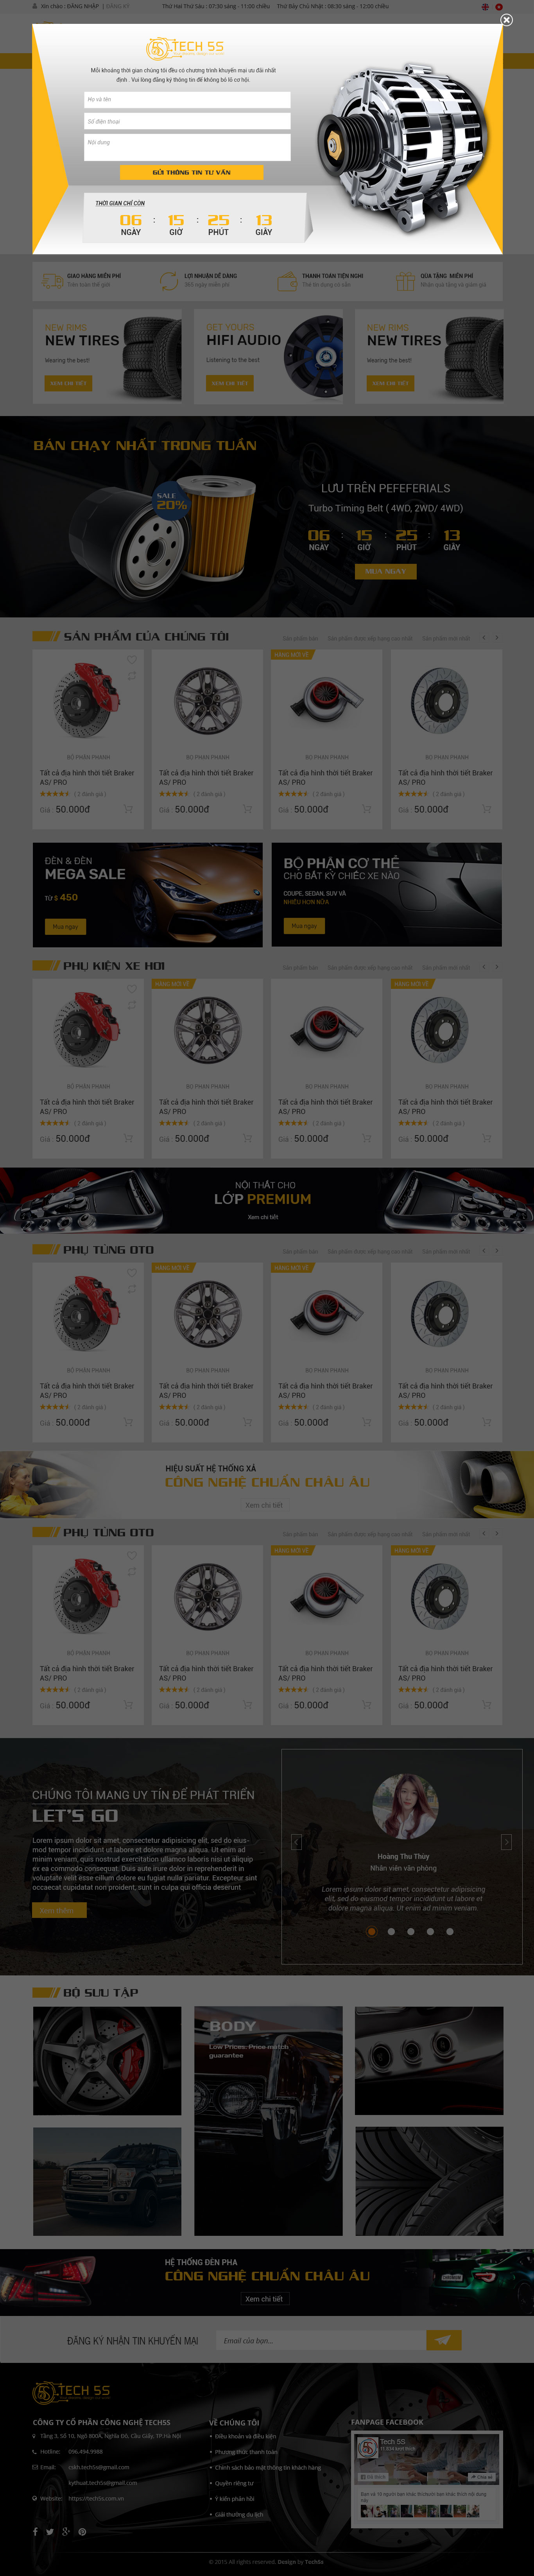 Xin chào : ĐĂNG NHẬP | ĐĂNG KÝ
Thứ Hai Thứ Sáu : 07:30 sáng - 11:00 chiều
Thứ Bảy Chủ Nhật : 08:30 sáng - 12:00 chiều
TECH 5S
Mỗi khoảng thời gian chúng tôi đều có chương trình khuyến mại ưu đãi nhất
định . Vui lòng đăng ký thông tin để không bỏ lỡ cơ hội.
Họ và tên
Số điện thoại
Nội dung
GỬI THÔNG TIN TƯ VẤN
THỜI GIAN CHỈ CÒN
06 : 15 : 25 : 13
NGÀY GIỜ PHÚT GIÂY
GIAO HÀNG MIỄN PHÍ
Toàn toàn thế giới
LỢI NHUẬN DỄ DÀNG
365 ngày miễn phí
THANH TOÁN TIỆN NGHI
Thẻ tín dụng có sẵn
QUÀ TẶNG MIỄN PHÍ
Nhận quà tặng và giảm giá
NEW RIMS
NEW TIRES
Wearing the best!
XEM CHI TIẾT
GET YOURS
HIFI AUDIO
Listening to the best
XEM CHI TIẾT
NEW RIMS
NEW TIRES
Wearing the best!
XEM CHI TIẾT
BÁN CHẠY NHẤT TRONG TUẦN
SALE
20%
LƯU TRÊN PEFEFERIALS
Turbo Timing Belt ( 4WD, 2WD/ 4WD)
06 : 15 : 25 : 13
NGÀY GIỜ PHÚT GIÂY
MUA NGAY
SẢN PHẨM CỦA CHÚNG TÔI
Sản phẩm bán Sản phẩm được xếp hạng cao nhất Sản phẩm mới nhất
HÀNG MỚI VỀ
BỘ PHẬN PHANH BỘ PHẬN PHANH BỘ PHẬN PHANH BỘ PHẬN PHANH
Tất cả địa hình thời tiết Braker Tất cả địa hình thời tiết Braker Tất cả địa hình thời tiết Braker Tất cả địa hình thời tiết Braker
AS/ PRO AS/ PRO AS/ PRO AS/ PRO
( 2 đánh giá ) ( 2 đánh giá ) ( 2 đánh giá ) ( 2 đánh giá )
Giá : 50.000đ Giá : 50.000đ Giá : 50.000đ Giá : 50.000đ
ĐÈN & ĐÈN
MEGA SALE
TỪ $ 450
Mua ngay
BỘ PHẬN CƠ THỂ
CHO BẤT KỲ CHIẾC XE NÀO
COUPE, SEDAN, SUV VÀ
NHIỀU HƠN NỮA
Mua ngay
PHỤ KIỆN XE HƠI
Sản phẩm bán Sản phẩm được xếp hạng cao nhất Sản phẩm mới nhất
HÀNG MỚI VỀ HÀNG MỚI VỀ
BỘ PHẬN PHANH BỘ PHẬN PHANH BỘ PHẬN PHANH BỘ PHẬN PHANH
Tất cả địa hình thời tiết Braker Tất cả địa hình thời tiết Braker Tất cả địa hình thời tiết Braker Tất cả địa hình thời tiết Braker
AS/ PRO AS/ PRO AS/ PRO AS/ PRO
( 2 đánh giá ) ( 2 đánh giá ) ( 2 đánh giá ) ( 2 đánh giá )
Giá : 50.000đ Giá : 50.000đ Giá : 50.000đ Giá : 50.000đ
NỘI THẤT CHO
LỚP PREMIUM
Xem chi tiết
PHỤ TÙNG OTO
Sản phẩm bán Sản phẩm được xếp hạng cao nhất Sản phẩm mới nhất
HÀNG MỚI VỀ HÀNG MỚI VỀ
BỘ PHẬN PHANH BỘ PHẬN PHANH BỘ PHẬN PHANH BỘ PHẬN PHANH
Tất cả địa hình thời tiết Braker Tất cả địa hình thời tiết Braker Tất cả địa hình thời tiết Braker Tất cả địa hình thời tiết Braker
AS/ PRO AS/ PRO AS/ PRO AS/ PRO
( 2 đánh giá ) ( 2 đánh giá ) ( 2 đánh giá ) ( 2 đánh giá )
Giá : 50.000đ Giá : 50.000đ Giá : 50.000đ Giá : 50.000đ
HIỆU SUẤT HỆ THỐNG XẢ
CÔNG NGHỆ CHUẨN CHÂU ÂU
Xem chi tiết
PHỤ TÙNG OTO
Sản phẩm bán Sản phẩm được xếp hạng cao nhất Sản phẩm mới nhất
HÀNG MỚI VỀ HÀNG MỚI VỀ
BỘ PHẬN PHANH BỘ PHẬN PHANH BỘ PHẬN PHANH BỘ PHẬN PHANH
Tất cả địa hình thời tiết Braker Tất cả địa hình thời tiết Braker Tất cả địa hình thời tiết Braker Tất cả địa hình thời tiết Braker
AS/ PRO AS/ PRO AS/ PRO AS/ PRO
( 2 đánh giá ) ( 2 đánh giá ) ( 2 đánh giá ) ( 2 đánh giá )
Giá : 50.000đ Giá : 50.000đ Giá : 50.000đ Giá : 50.000đ
CHÚNG TÔI MANG UY TÍN ĐỂ PHÁT TRIỂN
LET'S GO
Lorem ipsum dolor sit amet, consectetur adipisicing elit, sed do eius-
mod tempor incididunt ut labore et dolore magna aliqua. Ut enim ad
minim veniam, quis nostrud exercitation ullamco laboris nisi ut aliquip
ex ea commodo consequat. Duis aute irure dolor in reprehenderit in
voluptate velit esse cillum dolore eu fugiat nulla pariatur. Excepteur sint
occaecat cupidatat non proident, sunt in culpa qui officia deserunt
Xem thêm
Hoàng Thu Thủy
Nhân viên văn phòng
Lorem ipsum dolor sit amet, consectetur adipisicing
elit, sed do eiusmod tempor incididunt ut labore et
dolore magna aliqua. Ut enim ad minim veniam.
BỘ SƯU TẬP
BODY
Low Prices. Price match
guarantee
HỆ THỐNG ĐÈN PHA
CÔNG NGHỆ CHUẨN CHÂU ÂU
Xem chi tiết
ĐĂNG KÝ NHẬN TIN KHUYẾN MẠI
Email của bạn...
TECH 5S
CÔNG TY CỔ PHẦN CÔNG NGHỆ TECH5S
Tầng 3, Số 10, Ngõ 800A, Nghĩa Đô, Cầu Giấy, TP.Hà Nội
Hotline: 096.494.9988
Email: cskh.tech5s@gmail.com
kythuat.tech5s@gmail.com
Website: https://tech5s.com.vn
VỀ CHÚNG TÔI
Điều khoản và điều kiện
Phương thức thanh toán
Chính sách bảo mật thông tin khách hàng
Quyền riêng tư
Ý kiến phản hồi
Giải thưởng du lịch
FANPAGE FACEBOOK
Tech 5S
Chia sẻ
© 2015 All rights reserved. Design by Tech5s